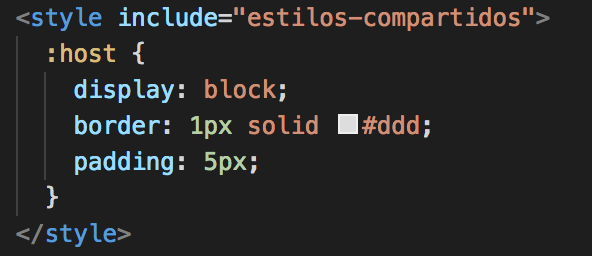 <style include="estilos-compartidos">
:host {
display: block;
border: 1px solid #ddd;
padding: 5px;
}
</style>